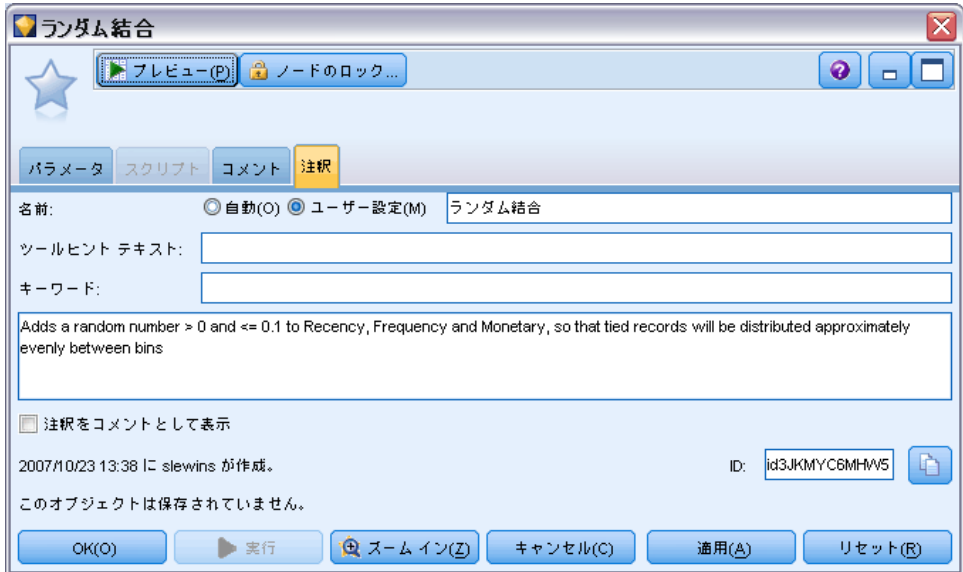 ランダム結合
プレビュー(P) ノードのロック...
パラメータ スクリプト コメント 注釈
名前: 自動(O) ユーザー設定(M) ランダム結合
ツールヒント テキスト:
キーワード:
Adds a random number > 0 and <= 0.1 to Recency, Frequency and Monetary, so that tied records will be distributed approximately
evenly between bins
注釈をコメントとして表示
2007/10/23 13:38 に slewins が作成。 ID: id3JKMYC6MHW5
このオブジェクトは保存されていません。
OK(O) 実行 ズーム イン(Z) キャンセル(C) 適用(A) リセット(R)